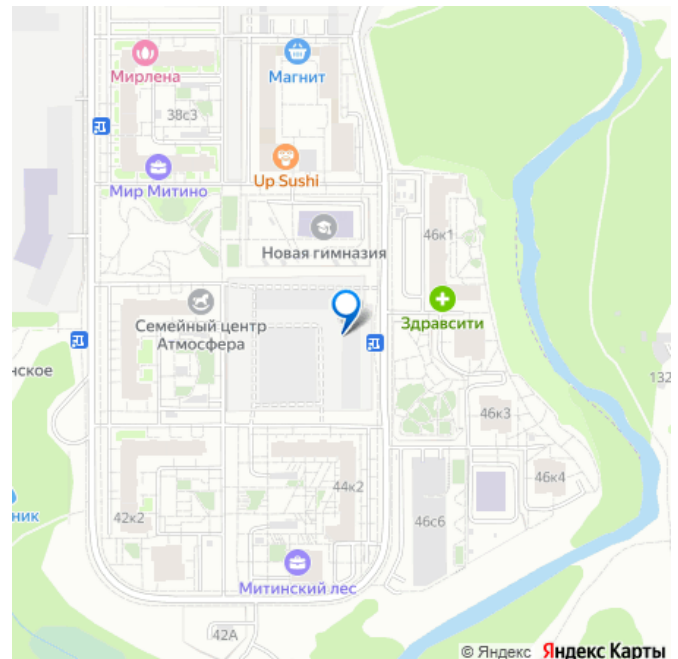 Мирлена
Магнит
38с3
Up Sushi
Мир Митино
Новая гимназия
46к1
Семейный центр
Атмосфера
Здравсити
нское
132
46к3
44к2
46к4
42к2
46с6
ник
Митинский лес
42А
© Яндекс Яндекс Карты